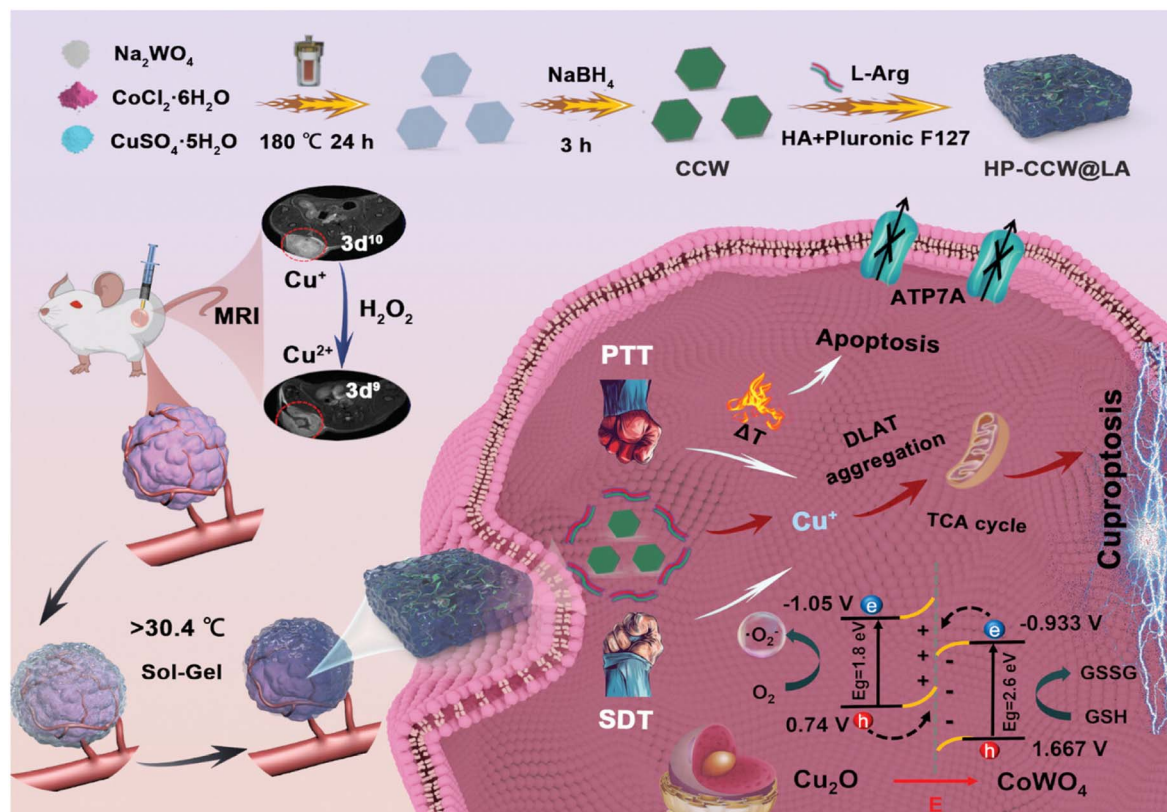 Na₂WO₄
CoCl₂·6H₂O
CuSO₄·5H₂O
180 ℃ 24 h
NaBH₄
3 h
CCW
L-Arg
HA+Pluronic F127
HP-CCW@LA
3d¹⁰
Cu⁺
MRI
H₂O₂
Cu²⁺
3d⁹
>30.4 ℃
Sol-Gel
ATP7A
PTT
Apoptosis
ΔT
DLAT
aggregation
Cu⁺
TCA cycle
Cuproptosis
SDT
·O₂⁻
O₂
-1.05 V
e
Eg=1.8 eV
0.74 V
h
+
+
+
-
-
-
-
e
-0.933 V
Eg=2.6 eV
h
1.667 V
GSSG
GSH
Cu₂O
E
CoWO₄